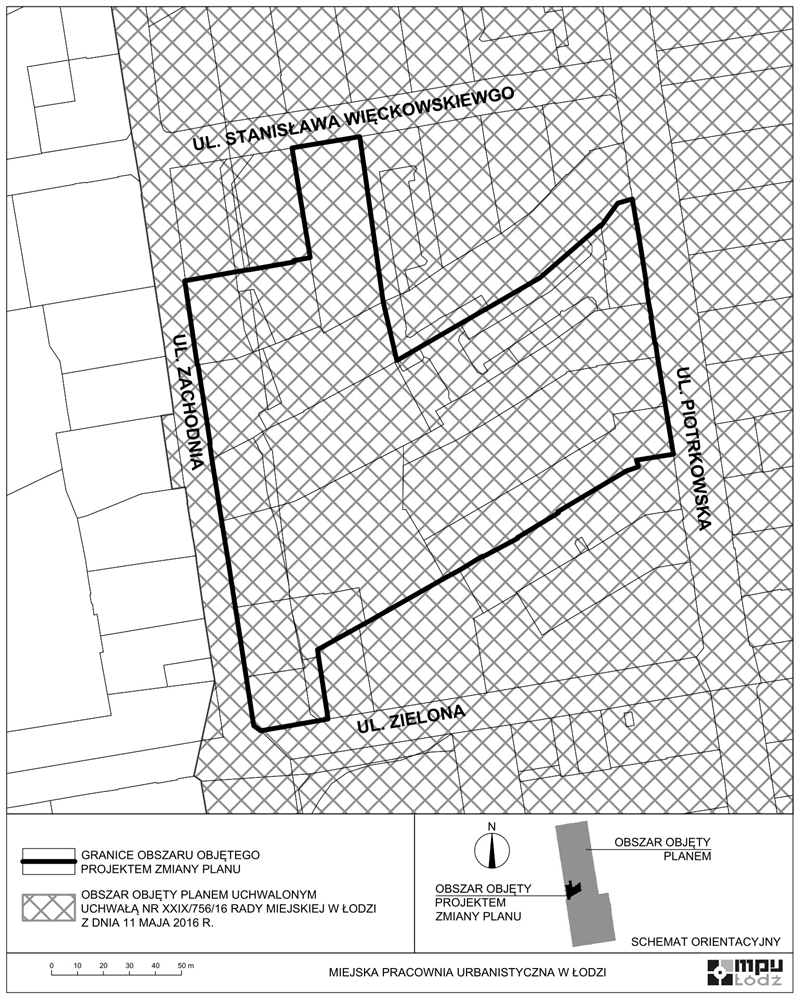 UL. STANISŁAWA WIĘCKOWSKIEWGO
UL. ZACHODNIA
UL. PIOTRKOWSKA
UL. ZIELONA
GRANICE OBSZARU OBJĘTEGO
PROJEKTEM ZMIANY PLANU
OBSZAR OBJĘTY PLANEM UCHWALONYM
UCHWAŁĄ NR XXIX/756/16 RADY MIEJSKIEJ W ŁODZI
Z DNIA 11 MAJA 2016 R.
N
OBSZAR OBJĘTY
PLANEM
OBSZAR OBJĘTY
PROJEKTEM
ZMIANY PLANU
SCHEMAT ORIENTACYJNY
0 10 20 30 40 50 m
MIEJSKA PRACOWNIA URBANISTYCZNA W ŁODZI
mpu
Łódź